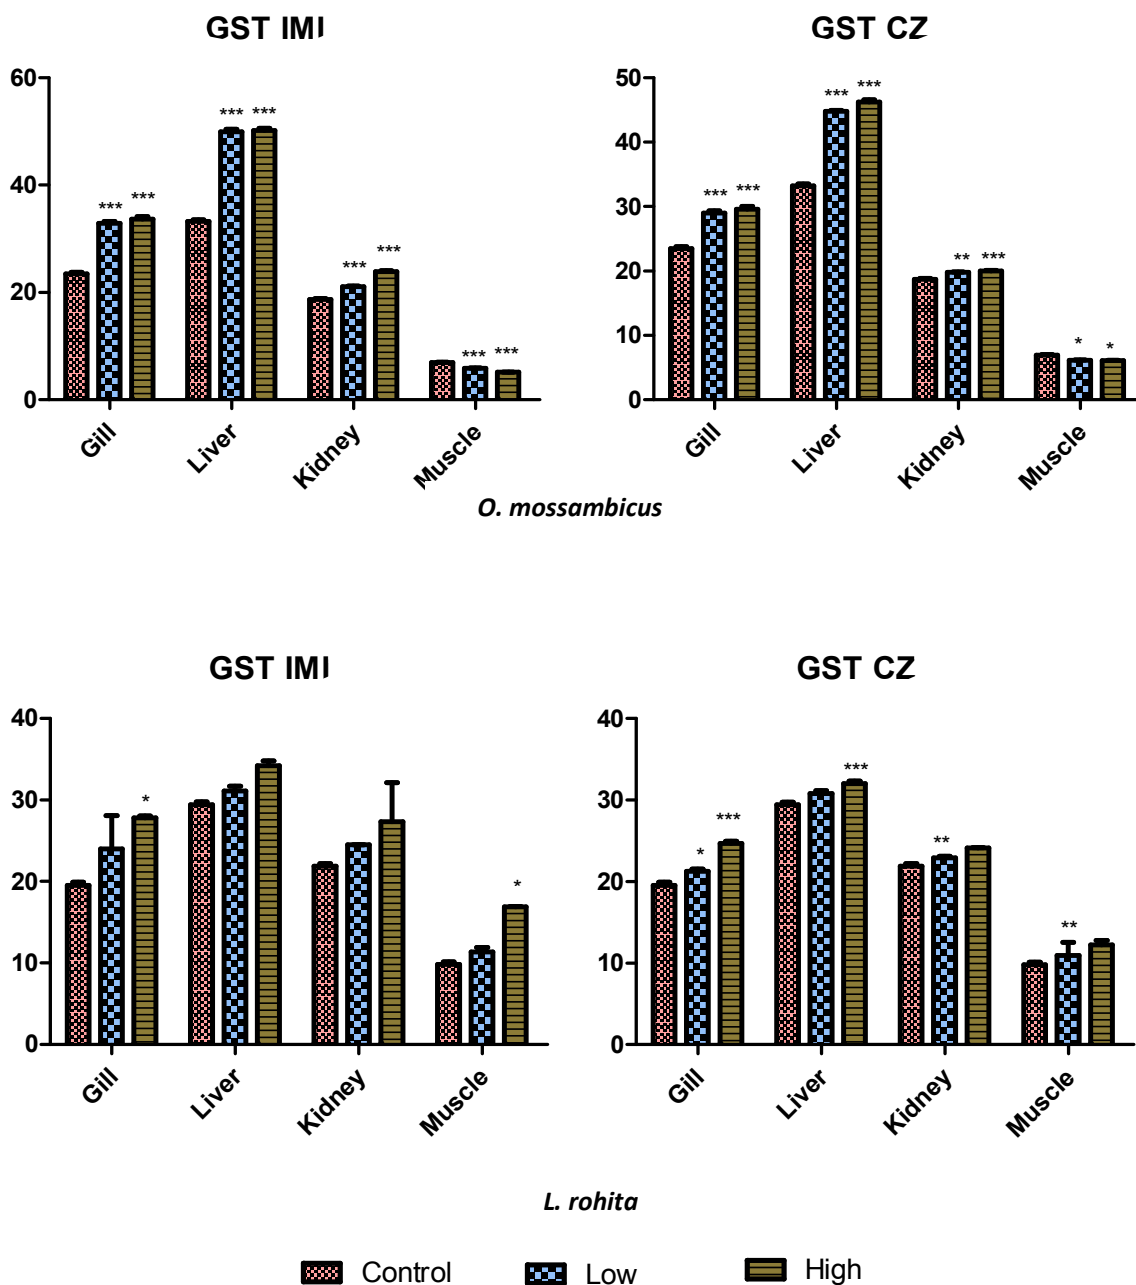 GST IMI
GST CZ
60
40
20
0
*** *** *** *** *** *** *** ***
Gill Liver Kidney Muscle
50
40
30
20
10
0
*** *** *** *** ** *** * *
Gill Liver Kidney Muscle
O. mossambicus
GST IMI
GST CZ
40
30
20
10
0
* *
Gill Liver Kidney Muscle
40
30
20
10
0
* *** *** ** **
Gill Liver Kidney Muscle
L. rohita
Control Low High